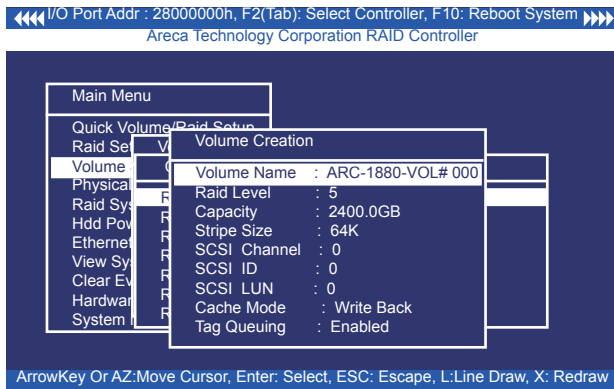 I/O Port Addr : 28000000h, F2(Tab): Select Controller, F10: Reboot System
Areca Technology Corporation RAID Controller
Main Menu
Quick Volume/Raid Setup
Raid Set
Volume
Physical
Raid Sys
Hdd Pow
Ethernet
View Sy
Clear Ev
Hardwar
System
V
C
R
R
R
R
R
R
R
Volume Creation
Volume Name : ARC-1880-VOL# 000
Raid Level : 5
Capacity : 2400.0GB
Stripe Size : 64K
SCSI Channel : 0
SCSI ID : 0
SCSI LUN : 0
Cache Mode : Write Back
Tag Queuing : Enabled
ArrowKey Or AZ:Move Cursor, Enter: Select, ESC: Escape, L:Line Draw, X: Redraw